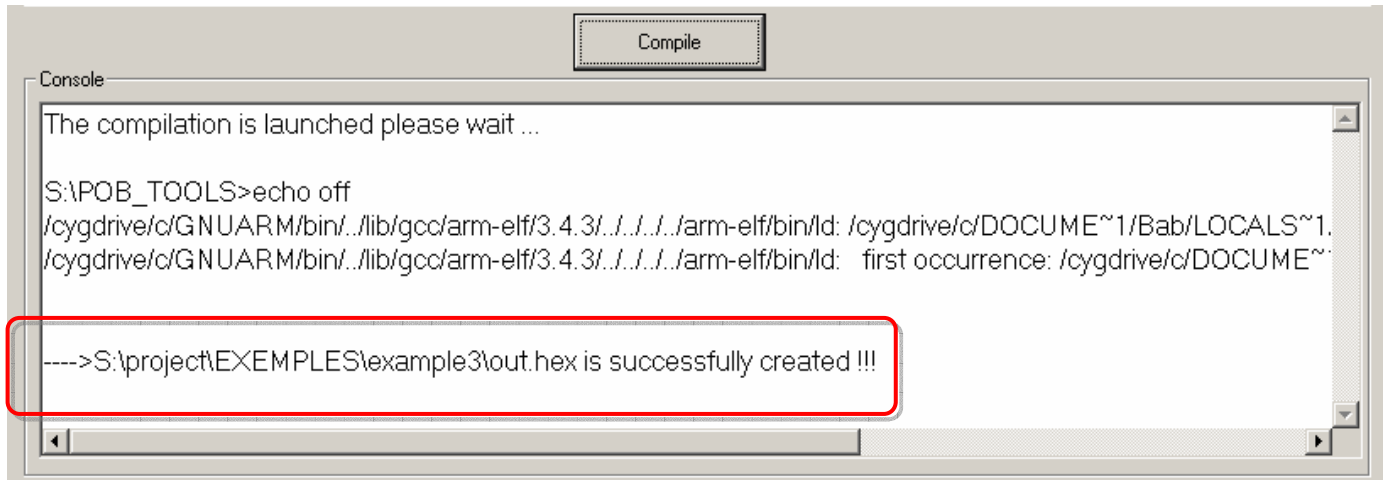 Compile
Console
The compilation is launched please wait ...
S:\POB_TOOLS>echo off
/cygdrive/c/GNUARM/bin/../lib/gcc/arm-elf/3.4.3/../../../../arm-elf/bin/ld: /cygdrive/c/DOCUME~1/Bab/LOCALS~1.
/cygdrive/c/GNUARM/bin/../lib/gcc/arm-elf/3.4.3/../../../../arm-elf/bin/ld:   first occurrence: /cygdrive/c/DOCUME~
---->S:\project\EXEMPLES\example3\out.hex is successfully created !!!